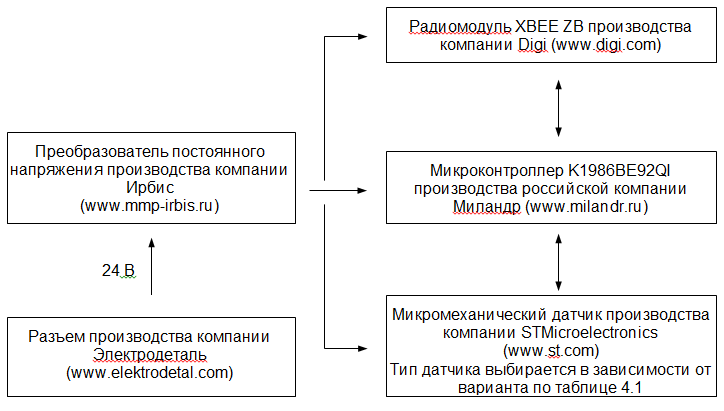 Радиомодуль XBEE ZB производства
компании Digi (www.digi.com)
Преобразователь постоянного
напряжения производства компании
Ирбис
(www.mmp-irbis.ru)
Микроконтроллер K1986BE92QI
производства российской компании
Миландр (www.milandr.ru)
24 В
Разъем производства компании
Электродеталь
(www.elektrodetal.com)
Микромеханический датчик производства
компании STMicroelectronics
(www.st.com)
Тип датчика выбирается в зависимости от
варианта по таблице 4.1